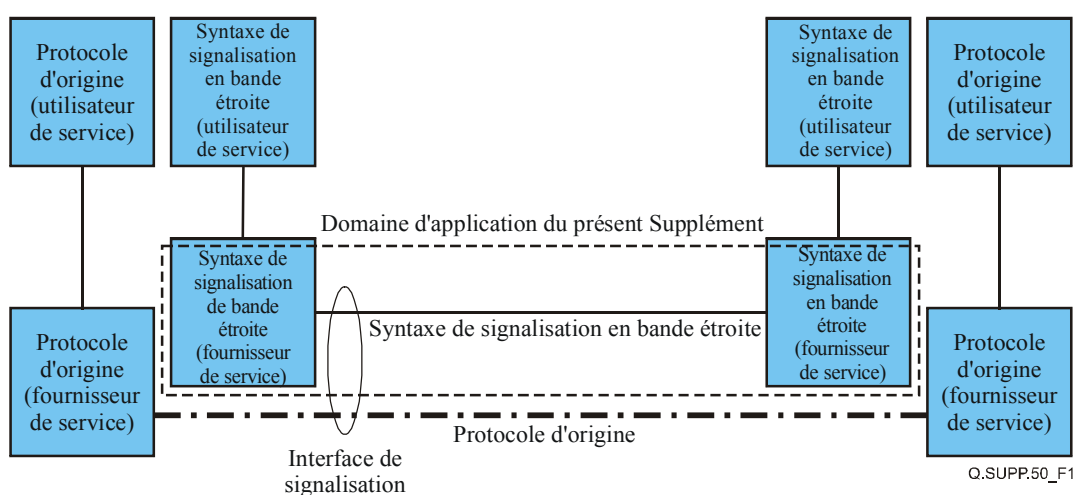 Protocole
d'origine
(utilisateur
de service)
Syntaxe de
signalisation
en bande
étroite
(utilisateur
de service)
Syntaxe de
signalisation
en bande
étroite
(utilisateur
de service)
Protocole
d'origine
(utilisateur
de service)
Domaine d'application du présent Supplément
Syntaxe de
signalisation
de bande
étroite
(fournisseur
de service)
Syntaxe de signalisation en bande étroite
Syntaxe de
signalisation
en bande
étroite
(fournisseur
de service)
Protocole
d'origine
(fournisseur
de service)
Protocole
d'origine
(fournisseur
de service)
Protocole d'origine
Interface de
signalisation
Q.SUPP.50_F1